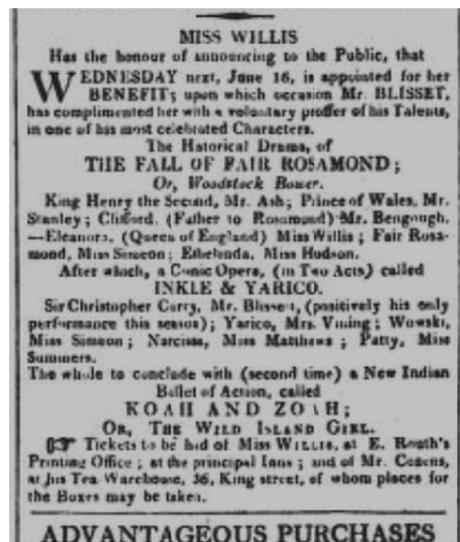 MISS WILLIS
Has the honour of announcing to the Public, that
WEDNESDAY next, June 16, is appointed for her
BENEFIT; upon which occasion Mr. BLISSET,
has complimented her with a voluntary proffer of his Talents,
in one of his most celebrated Characters.
The Historical Drama, of
THE FALL OF FAIR ROSAMOND;
Or, Woodstock Bower.
King Henry the Second, Mr. Ash; Prince of Wales, Mr.
Stanley; Clifford, (Father to Rosamond) Mr. Bengough.
—Eleanora, (Queen of England) Miss Willis; Fair Rosa-
mond, Miss Simeon; Ethelinda, Miss Hudson.
After which, a Comic Opera, (in Two Acts) called
INKLE & YARICO.
Sir Christopher Curry, Mr. Blisset, (positively his only
performance this season); Yarico, Mrs. Vining; Wowski,
Miss Simeon; Narcissa, Miss Matthews; Patty, Miss
Summers.
The whole to conclude with (second time) a New Indian
Ballet of Action, called
KOAH AND ZOAH;
OR, THE WILD ISLAND GIRL.
☞ Tickets to be had of Miss WILLIS, at E. Routh's
Printing Office; at the principal Inns; and of Mr. Cozens,
at his Tea Warehouse, 36, King street, of whom places for
the Boxes may be taken.
ADVANTAGEOUS PURCHASES